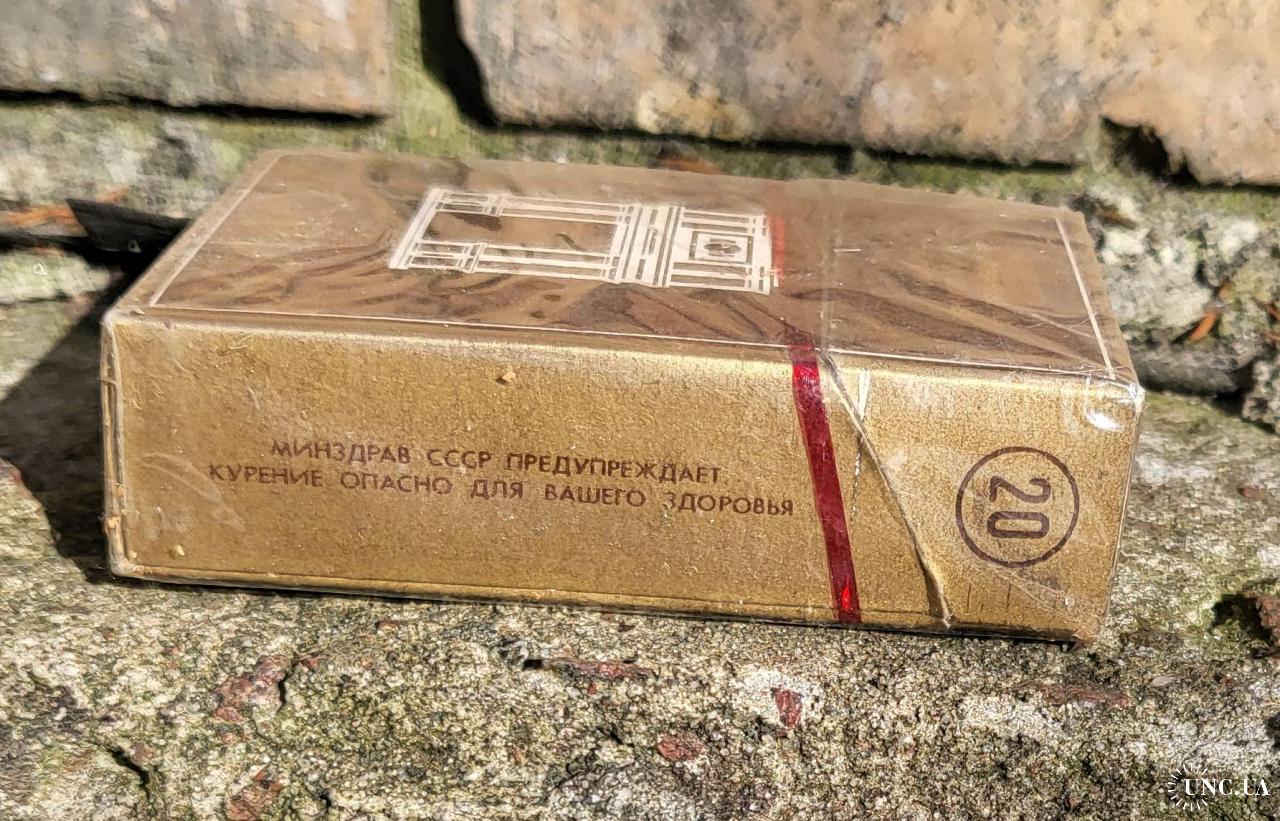 МИНЗДРАВ СССР ПРЕДУПРЕЖДАЕТ
КУРЕНИЕ ОПАСНО ДЛЯ ВАШЕГО ЗДОРОВЬЯ
20
UNC.UA